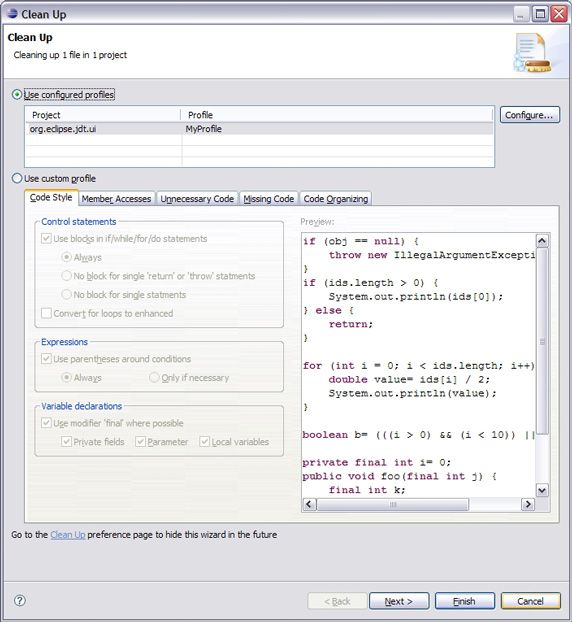 Clean Up
Clean Up
Cleaning up 1 file in 1 project
Use configured profiles
Project Profile
org.eclipse.jdt.ui MyProfile
Configure...
Use custom profile
Code Style Member Accesses Unnecessary Code Missing Code Code Organizing
Control statements
Use blocks in if/while/for/do statements
Always
No block for single 'return' or 'throw' statments
No block for single statments
Convert for loops to enhanced
Expressions
Use parentheses around conditions
Always Only if necessary
Variable declarations
Use modifier 'final' where possible
Private fields Parameter Local variables
Preview:
if (obj == null) {
throw new IllegalArgumentExcepti
}
if (ids.length > 0) {
System.out.println(ids[0]);
} else {
return;
}
for (int i = 0; i < ids.length; i++)
double value= ids[i] / 2;
System.out.println(value);
}
boolean b= (((i > 0) && (i < 10)) ||
private final int i= 0;
public void foo(final int j) {
final int k;
Go to the Clean Up preference page to hide this wizard in the future
? < Back Next > Finish Cancel